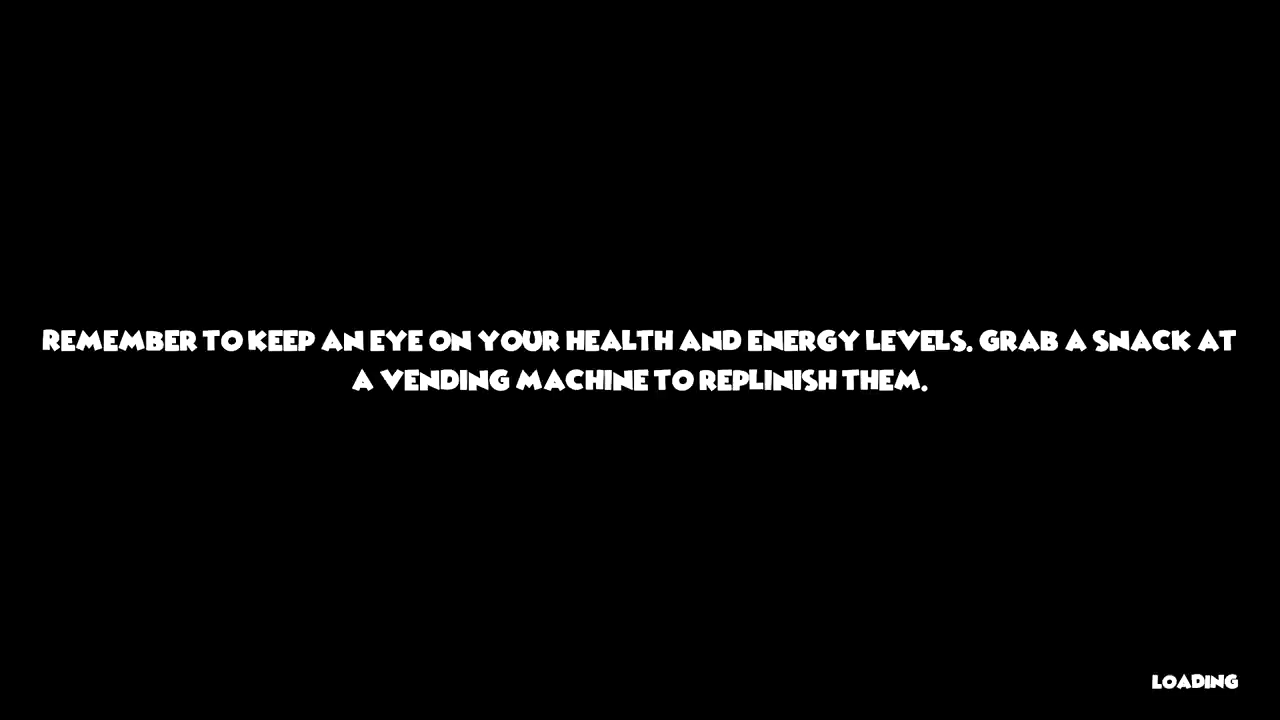 REMEMBER TO KEEP AN EYE ON YOUR HEALTH AND ENERGY LEVELS. GRAB A SNACK AT
A VENDING MACHINE TO REPLINISH THEM.
LOADING